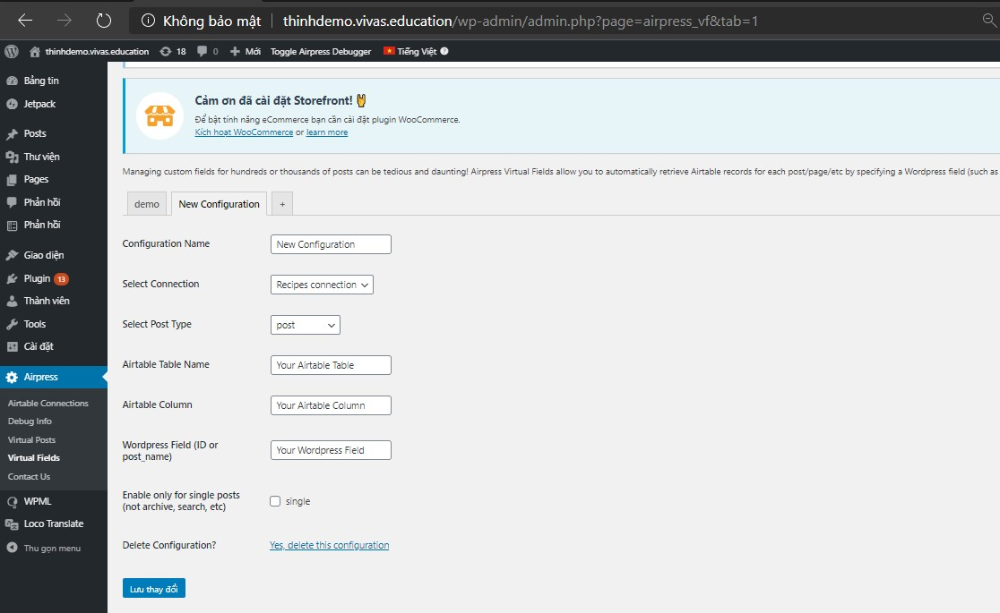 Không bảo mật
thinhdemo.vivas.education/wp-admin/admin.php?page=airpress_vf&tab=1
thinhdemo.vivas.education 18 0 Mới Toggle Airpress Debugger Tiếng Việt
Bảng tin
Jetpack
Posts
Thư viện
Pages
Phản hồi
Phản hồi
Giao diện
Plugin 13
Thành viên
Tools
Cài đặt
Airpress
Airtable Connections
Debug Info
Virtual Posts
Virtual Fields
Contact Us
WPML
Loco Translate
Thu gọn menu
Cảm ơn đã cài đặt Storefront!
Để bật tính năng eCommerce bạn cần cài đặt plugin WooCommerce.
Kích hoạt WooCommerce or learn more
Managing custom fields for hundreds or thousands of posts can be tedious and daunting! Airpress Virtual Fields allow you to automatically retrieve Airtable records for each post/page/etc by specifying a Wordpress field (such as
demo New Configuration +
Configuration Name New Configuration
Select Connection Recipes connection
Select Post Type post
Airtable Table Name Your Airtable Table
Airtable Column Your Airtable Column
Wordpress Field (ID or
post_name) Your Wordpress Field
Enable only for single posts
(not archive, search, etc) single
Delete Configuration? Yes, delete this configuration
Lưu thay đổi